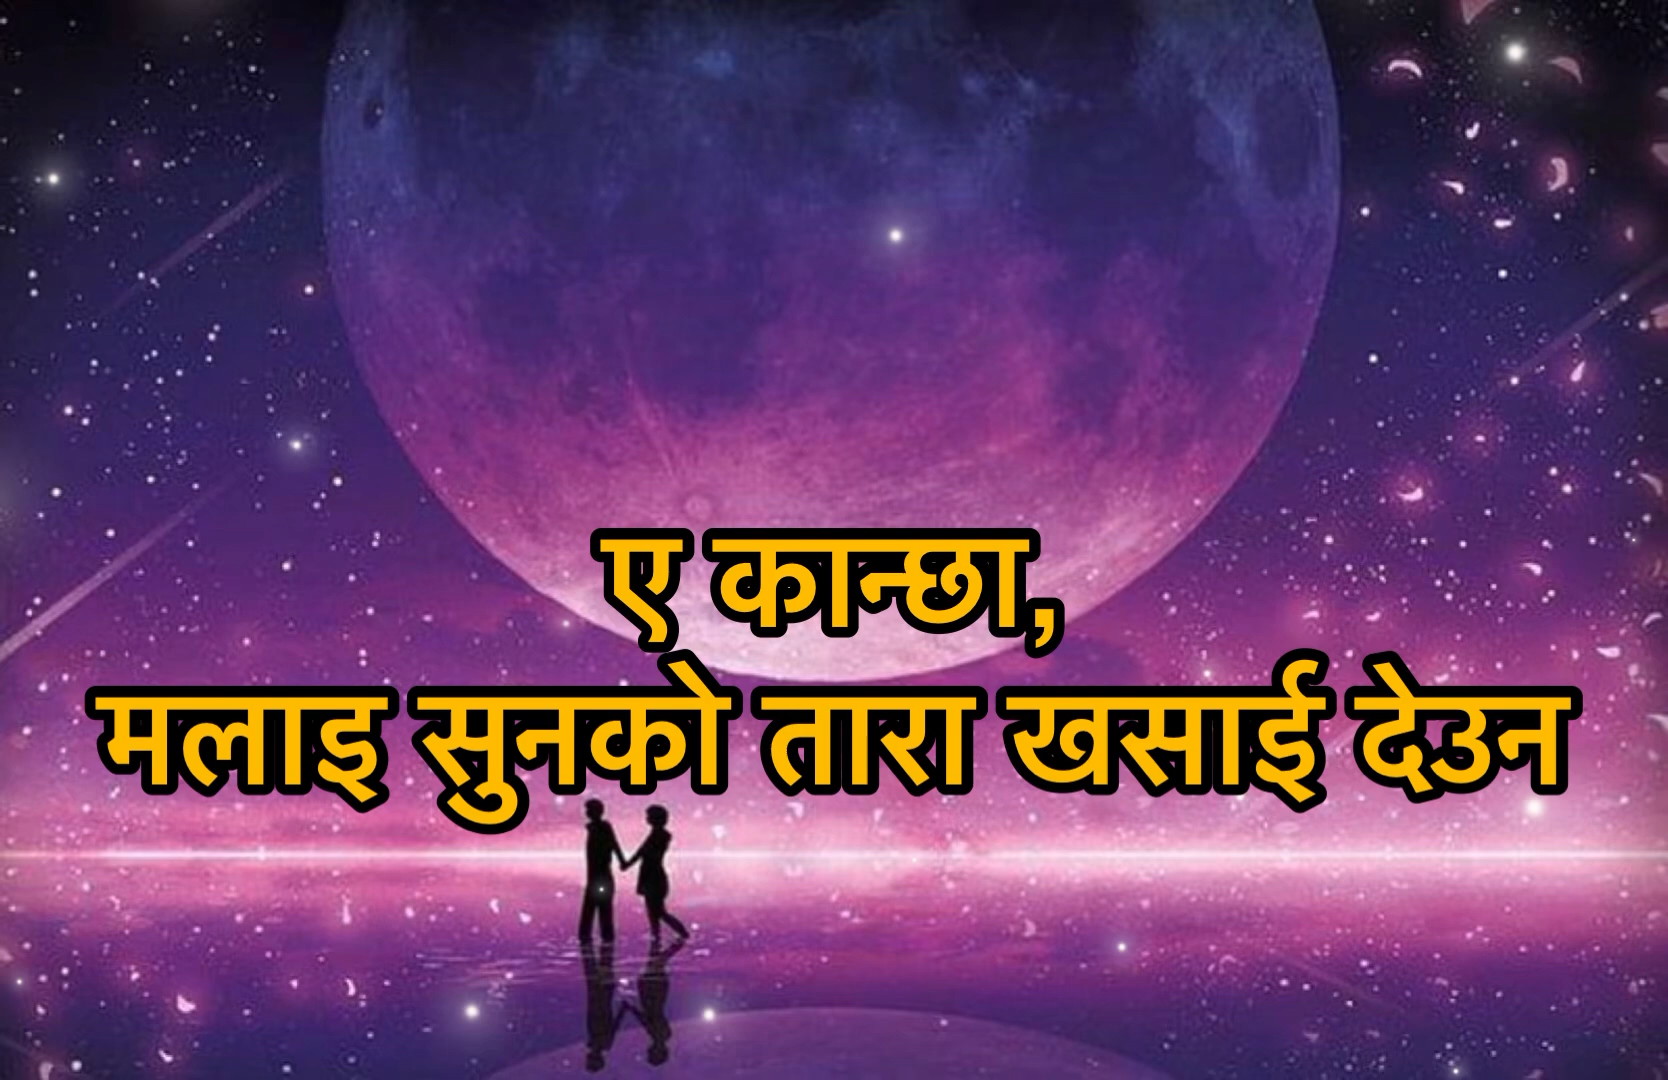 ए कान्छा,
मलाइ सुनको तारा खसाई देउन